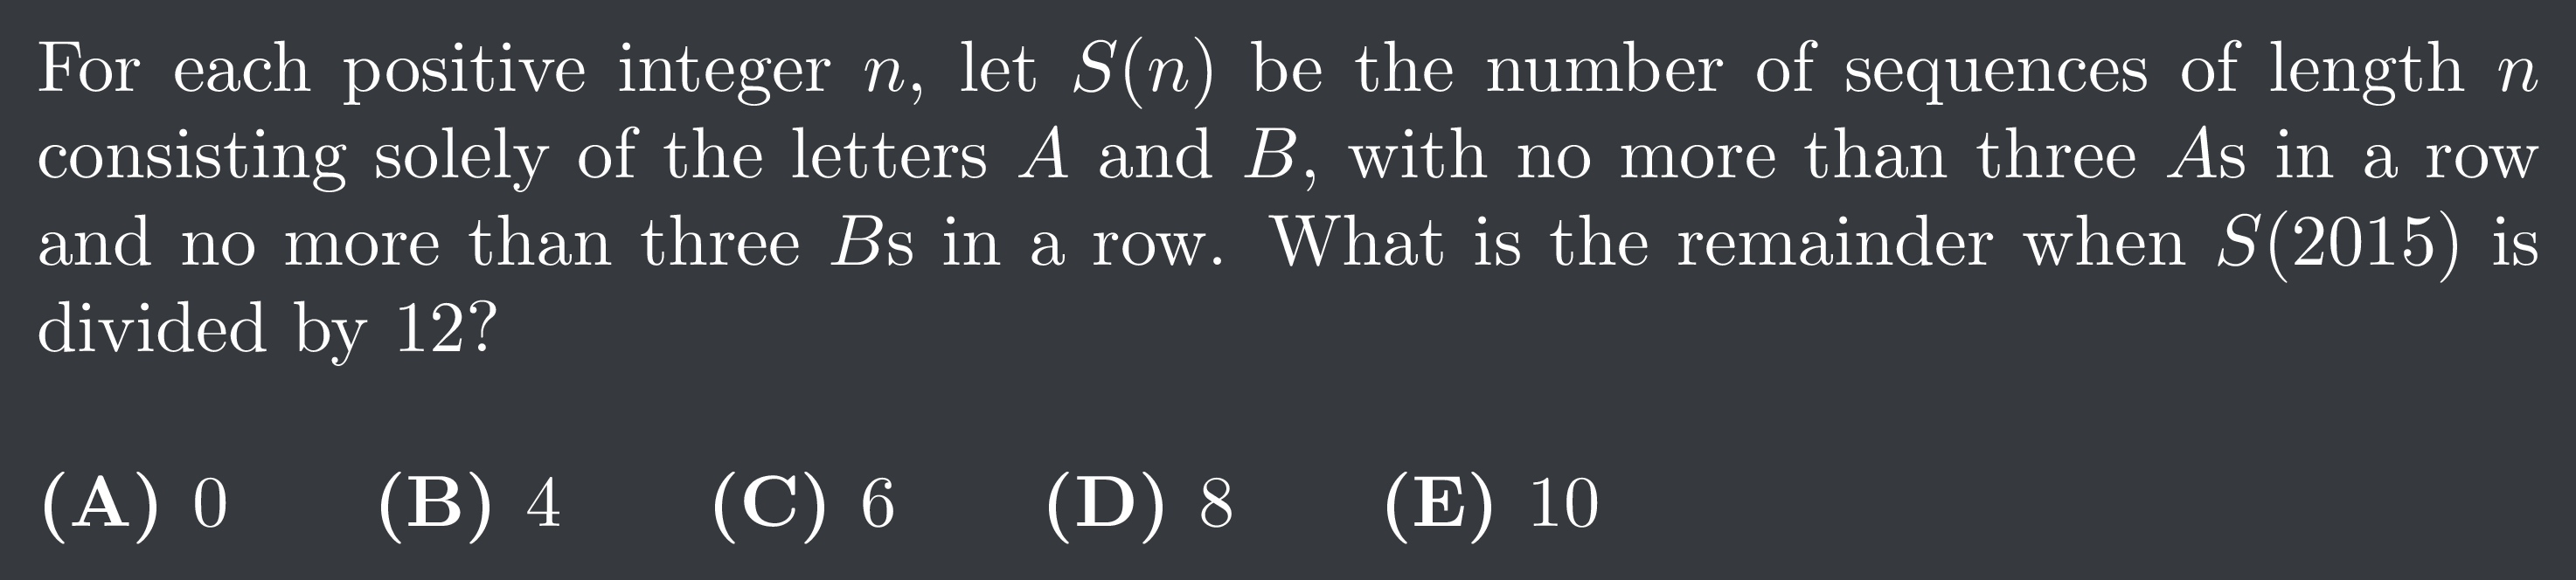 For each positive integer n, let S(n) be the number of sequences of length n
consisting solely of the letters A and B, with no more than three As in a row
and no more than three Bs in a row. What is the remainder when S(2015) is
divided by 12?
(A) 0 (B) 4 (C) 6 (D) 8 (E) 10